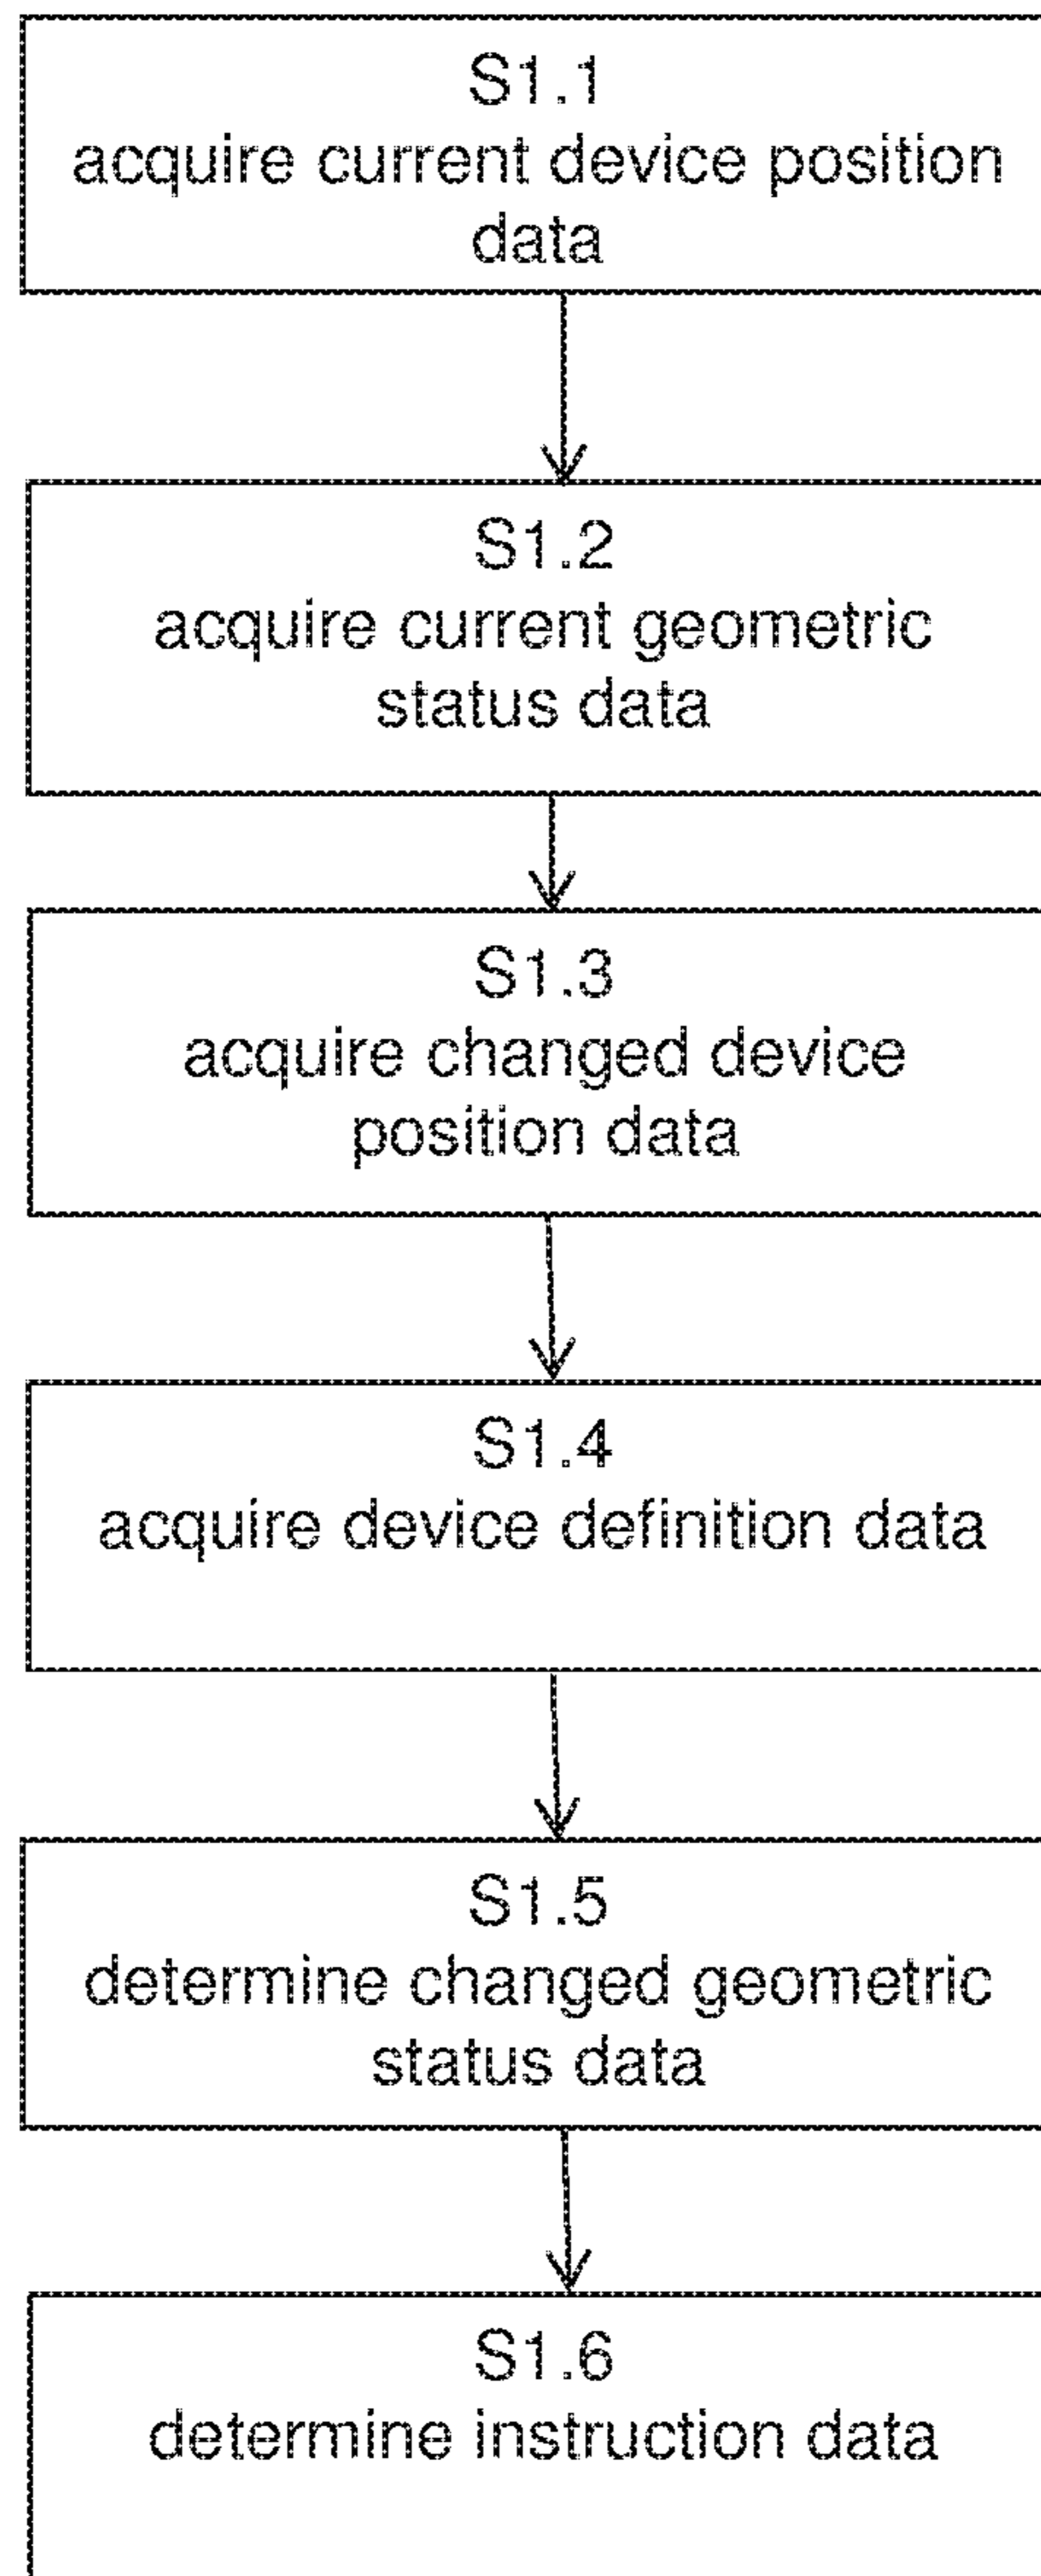 S1.1
acquire current device position
data
S1.2
acquire current geometric
status data
S1.3
acquire changed device
position data
S1.4
acquire device definition data
S1.5
determine changed geometric
status data
S1.6
determine instruction data